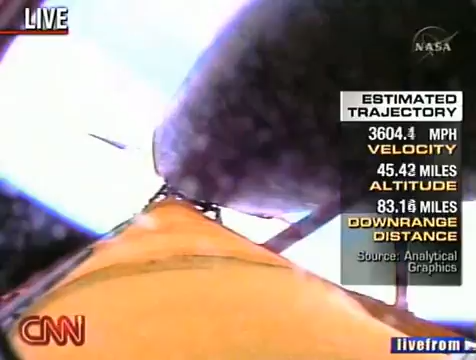 LIVE
NASA
ESTIMATED
TRAJECTORY
3604.4 MPH
VELOCITY
45.42 MILES
ALTITUDE
83.16 MILES
DOWNRANGE
DISTANCE
Source: Analytical
Graphics
CNN
livefrom